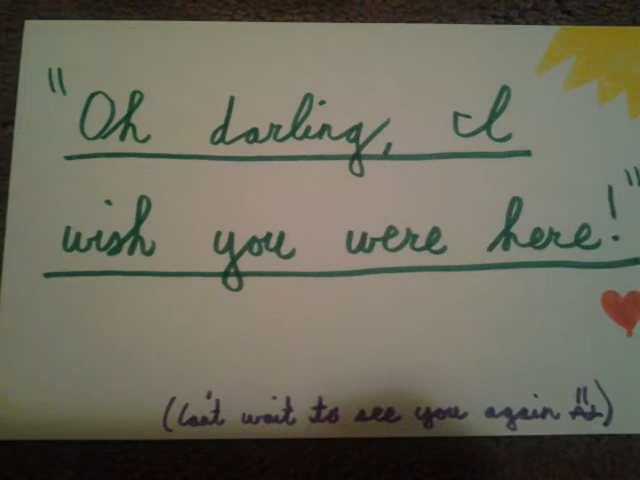 "Oh darling, I
wish you were here!"
(Can't wait to see you again!!)